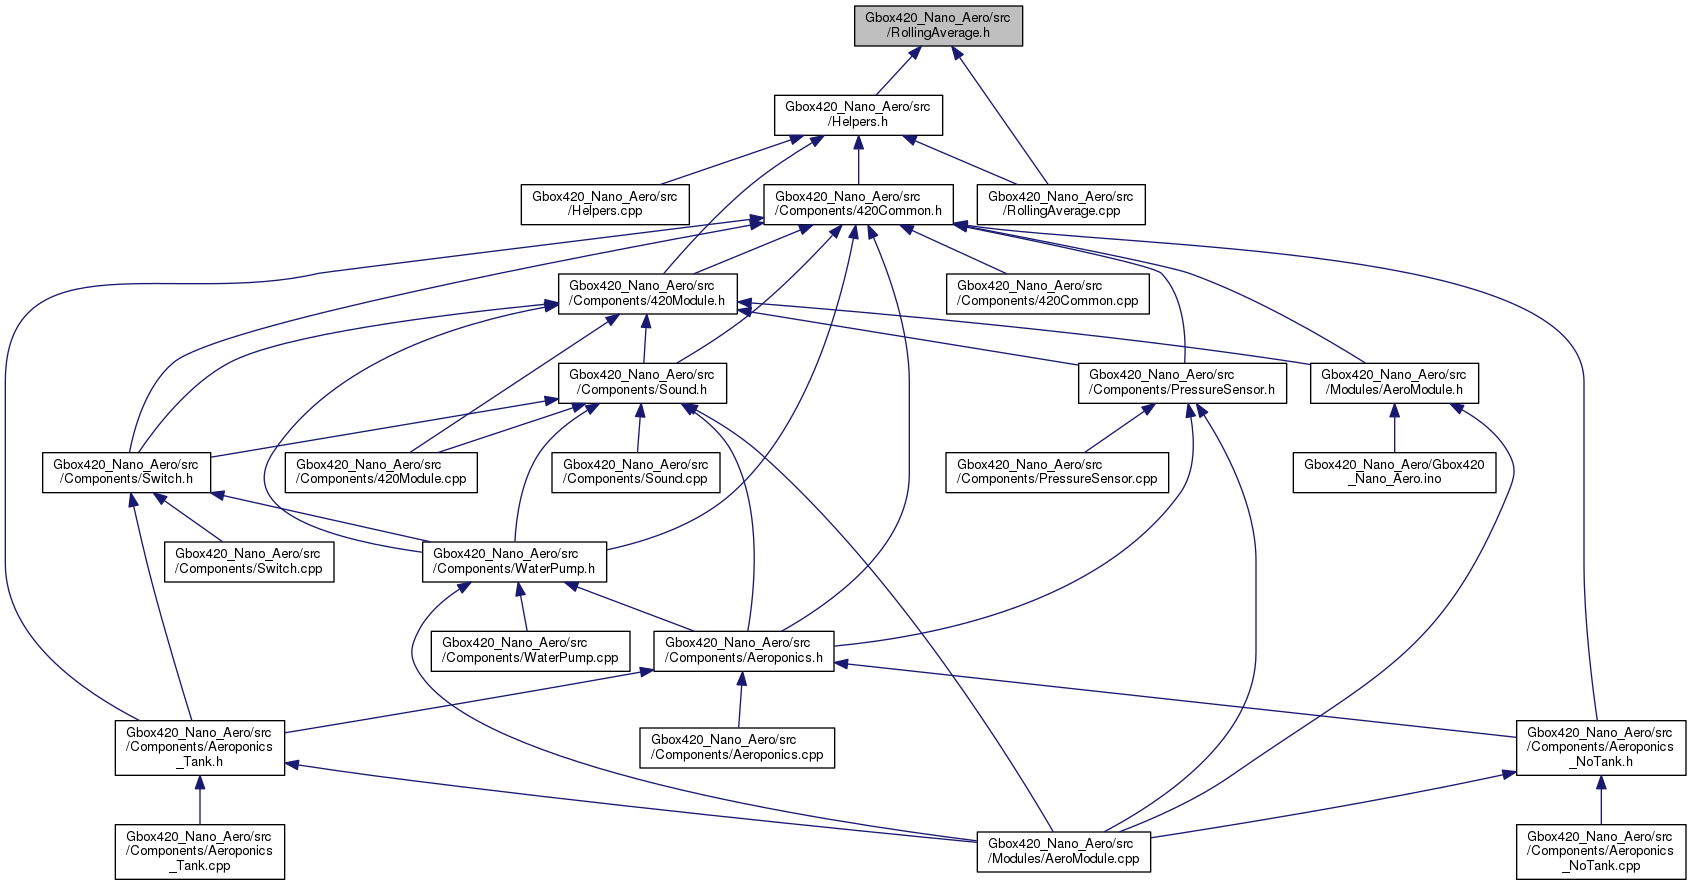 Gbox420_Nano_Aero/src
/RollingAverage.h
Gbox420_Nano_Aero/src
/Helpers.h
Gbox420_Nano_Aero/src
/Helpers.cpp
Gbox420_Nano_Aero/src
/Components/420Common.h
Gbox420_Nano_Aero/src
/RollingAverage.cpp
Gbox420_Nano_Aero/src
/Components/420Module.h
Gbox420_Nano_Aero/src
/Components/420Common.cpp
Gbox420_Nano_Aero/src
/Components/Sound.h
Gbox420_Nano_Aero/src
/Components/PressureSensor.h
Gbox420_Nano_Aero/src
/Modules/AeroModule.h
Gbox420_Nano_Aero/src
/Components/Switch.h
Gbox420_Nano_Aero/src
/Components/420Module.cpp
Gbox420_Nano_Aero/src
/Components/Sound.cpp
Gbox420_Nano_Aero/src
/Components/PressureSensor.cpp
Gbox420_Nano_Aero/Gbox420
_Nano_Aero.ino
Gbox420_Nano_Aero/src
/Components/Switch.cpp
Gbox420_Nano_Aero/src
/Components/WaterPump.h
Gbox420_Nano_Aero/src
/Components/WaterPump.cpp
Gbox420_Nano_Aero/src
/Components/Aeroponics.h
Gbox420_Nano_Aero/src
/Components/Aeroponics
_Tank.h
Gbox420_Nano_Aero/src
/Components/Aeroponics.cpp
Gbox420_Nano_Aero/src
/Components/Aeroponics
_NoTank.h
Gbox420_Nano_Aero/src
/Components/Aeroponics
_Tank.cpp
Gbox420_Nano_Aero/src
/Modules/AeroModule.cpp
Gbox420_Nano_Aero/src
/Components/Aeroponics
_NoTank.cpp